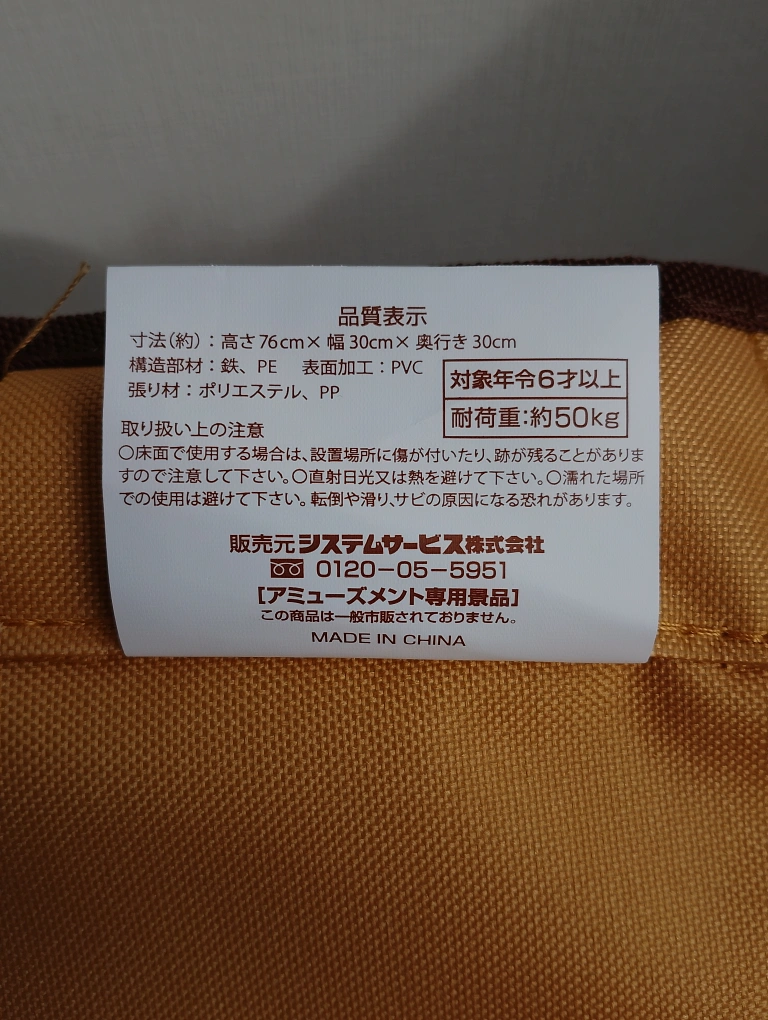 品質表示
寸法(約):高さ76cm×幅30cm×奥行き30cm
構造部材:鉄、PE 表面加工:PVC
張り材:ポリエステル、PP
対象年令6才以上
耐荷重:約50kg
取り扱い上の注意
○床面で使用する場合は、設置場所に傷が付いたり、跡が残ることがありま
すので注意して下さい。○直射日光又は熱を避けて下さい。○濡れた場所
での使用は避けて下さい。転倒や滑り、サビの原因になる恐れがあります。
販売元 システムサービス株式会社
0120-05-5951
[アミューズメント専用景品]
この商品は一般市販されておりません。
MADE IN CHINA